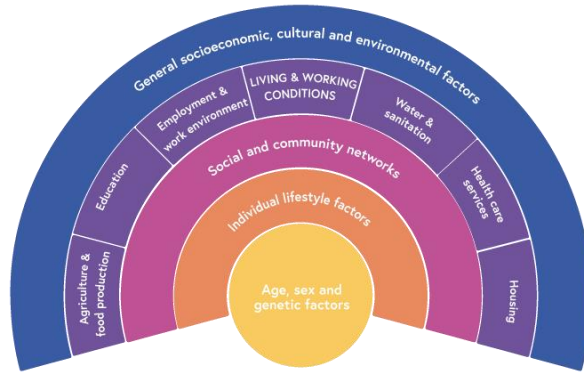 General socioeconomic, cultural and environmental factors
Agriculture &
food production
Education
Employment &
work environment
LIVING & WORKING
CONDITIONS
Water &
sanitation
Health care
services
Housing
Social and community networks
Individual lifestyle factors
Age, sex and
genetic factors